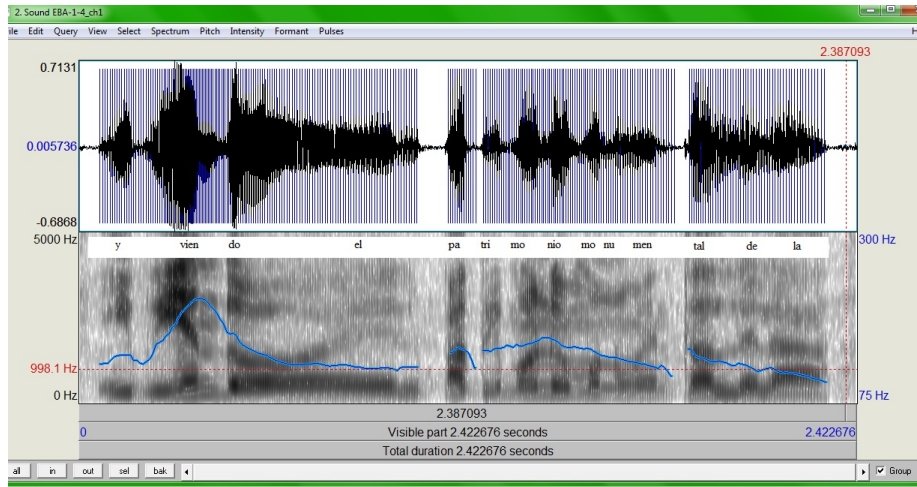 2. Sound EBA-1-4_ch1
ile Edit Query View Select Spectrum Pitch Intensity Formant Pulses H
2.387093
0.7131
0.005736
-0.6868
5000 Hz
300 Hz
y vien do el pa tri mo nio mo nu men tal de la
998.1 Hz
0 Hz
75 Hz
2.387093
0 Visible part 2.422676 seconds 2.422676
Total duration 2.422676 seconds
all in out sel bak Group